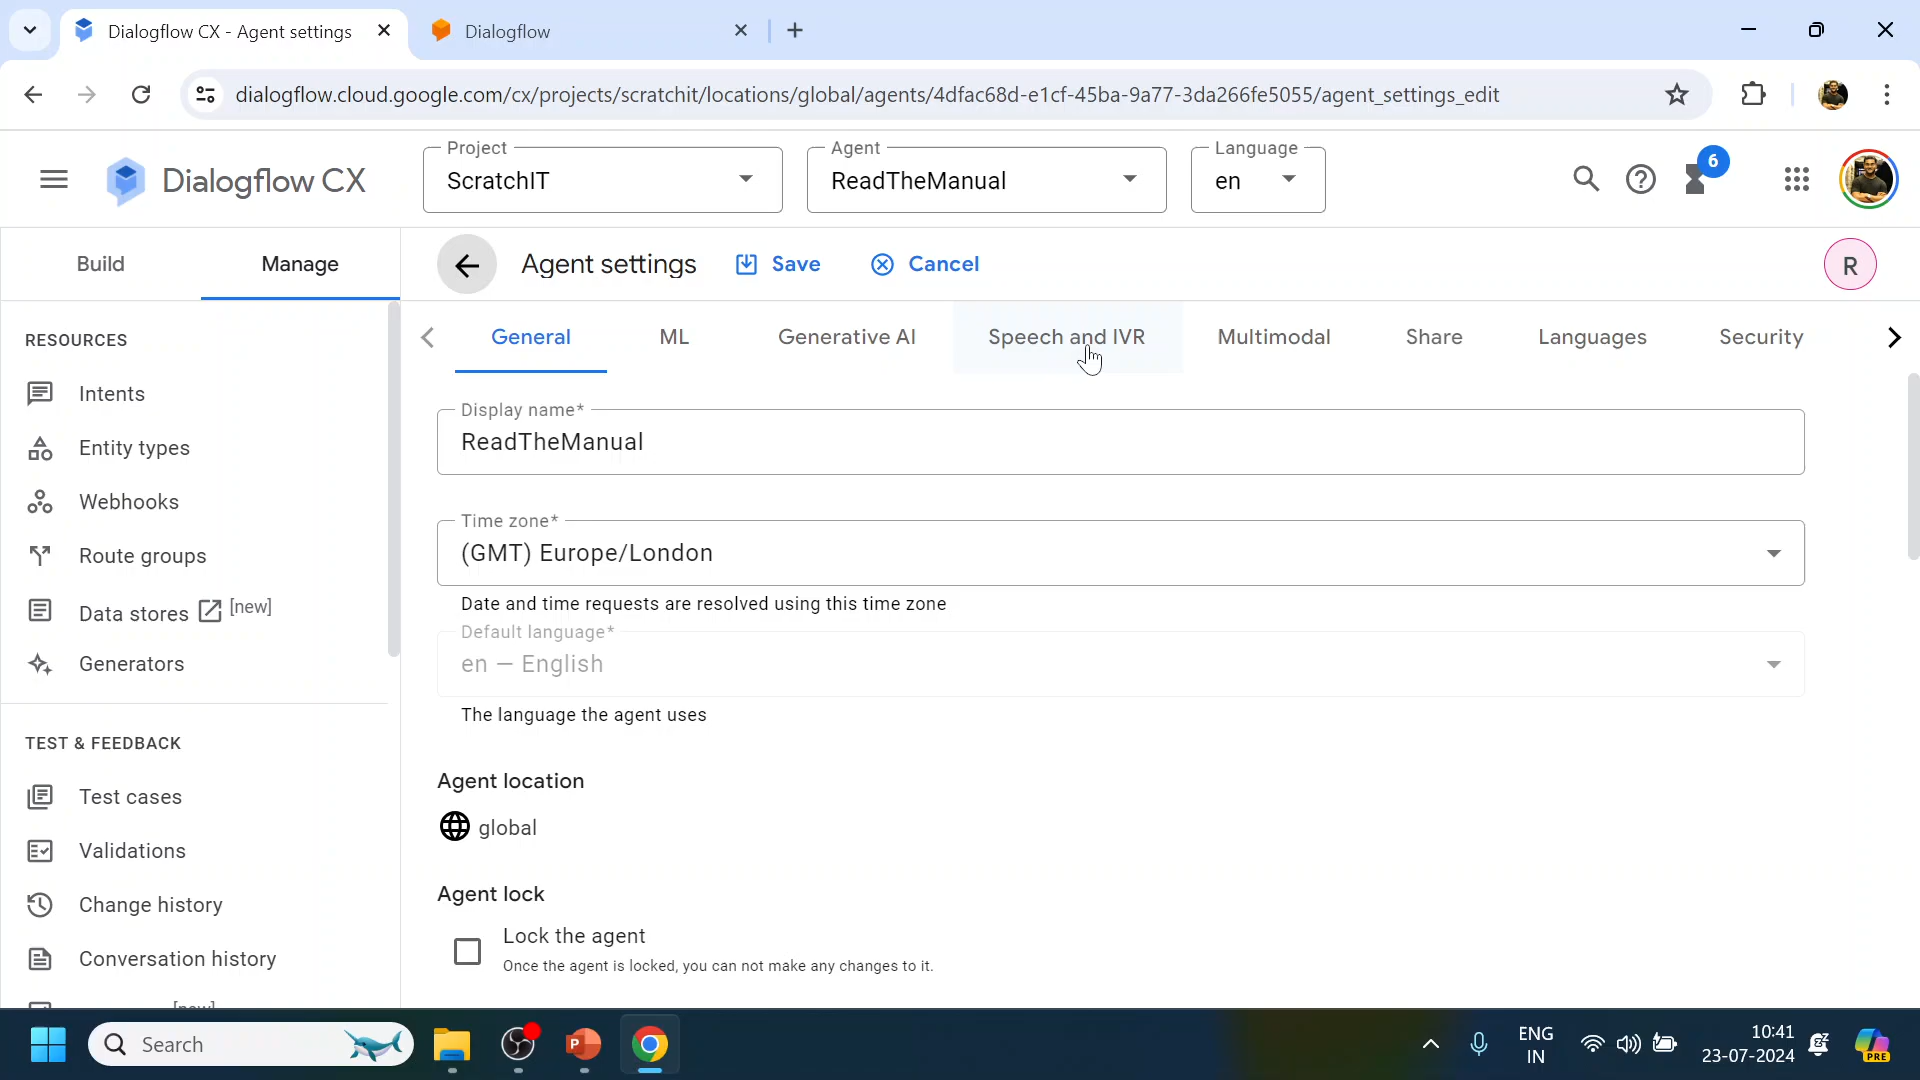 Dialogflow CX - Agent settings
Dialogflow
dialogflow.cloud.google.com/cx/projects/scratchit/locations/global/agents/4dfac68d-e1cf-45ba-9a77-3da266fe5055/agent_settings_edit
Dialogflow CX
Project
ScratchIT
Agent
ReadTheManual
Language
en
6
Build
Manage
Agent settings
Save
Cancel
R
RESOURCES
Intents
Entity types
Webhooks
Route groups
Data stores [new]
Generators
TEST & FEEDBACK
Test cases
Validations
Change history
Conversation history
[new]
General
ML
Generative AI
Speech and IVR
Multimodal
Share
Languages
Security
Display name*
ReadTheManual
Time zone*
(GMT) Europe/London
Date and time requests are resolved using this time zone
Default language*
en — English
The language the agent uses
Agent location
global
Agent lock
Lock the agent
Once the agent is locked, you can not make any changes to it.
Search
P
ENG
IN
10:41
23-07-2024
PRE